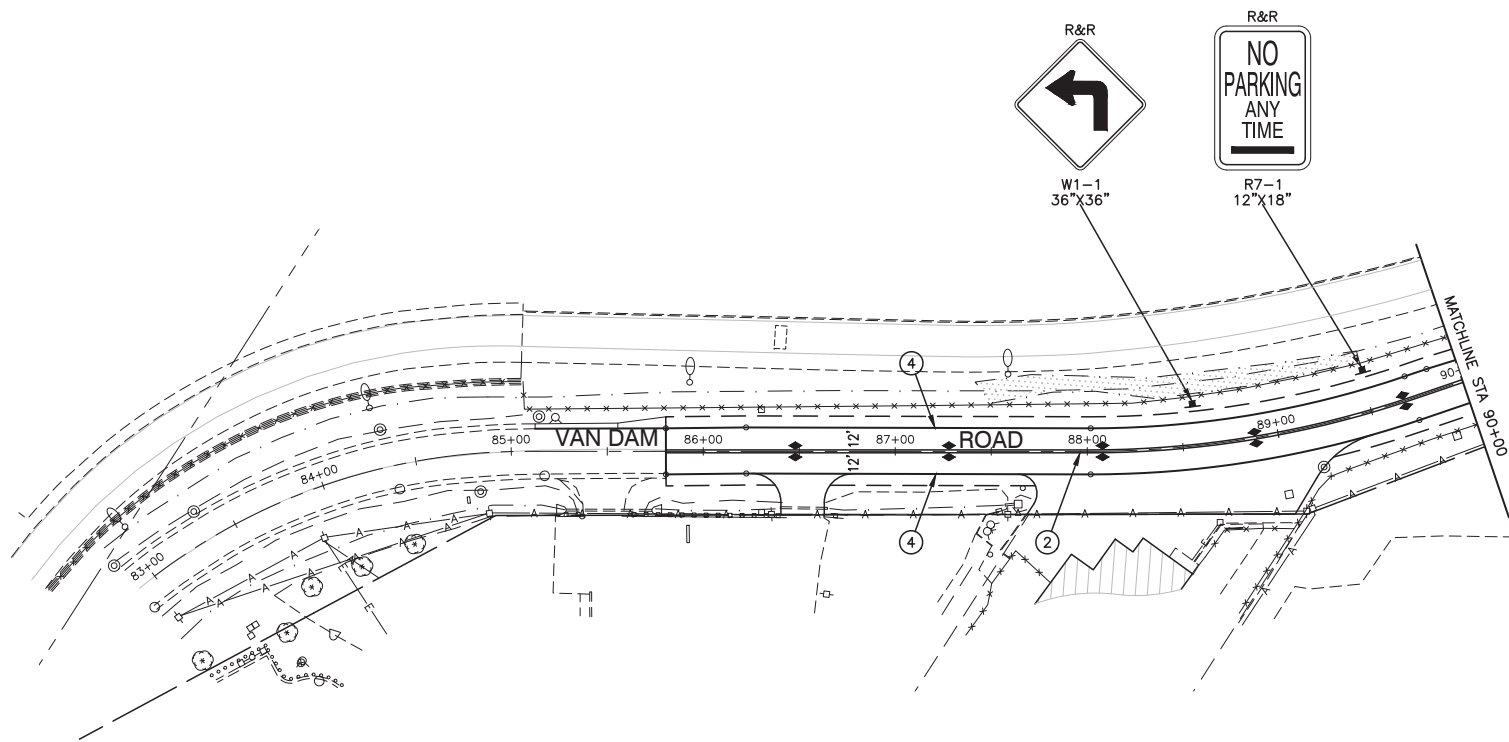 R&R
R&R
NO
PARKING
ANY
TIME
W1-1
36"X36"
R7-1
12"X18"
MATCHLINE STA 90+00
90
4
89+00
85+00
VAN DAM
86+00
12' 12'
87+00
ROAD
88+00
84+00
83+00
4
2
A A A A A A A A A A A
A A A A A A A A
E
E